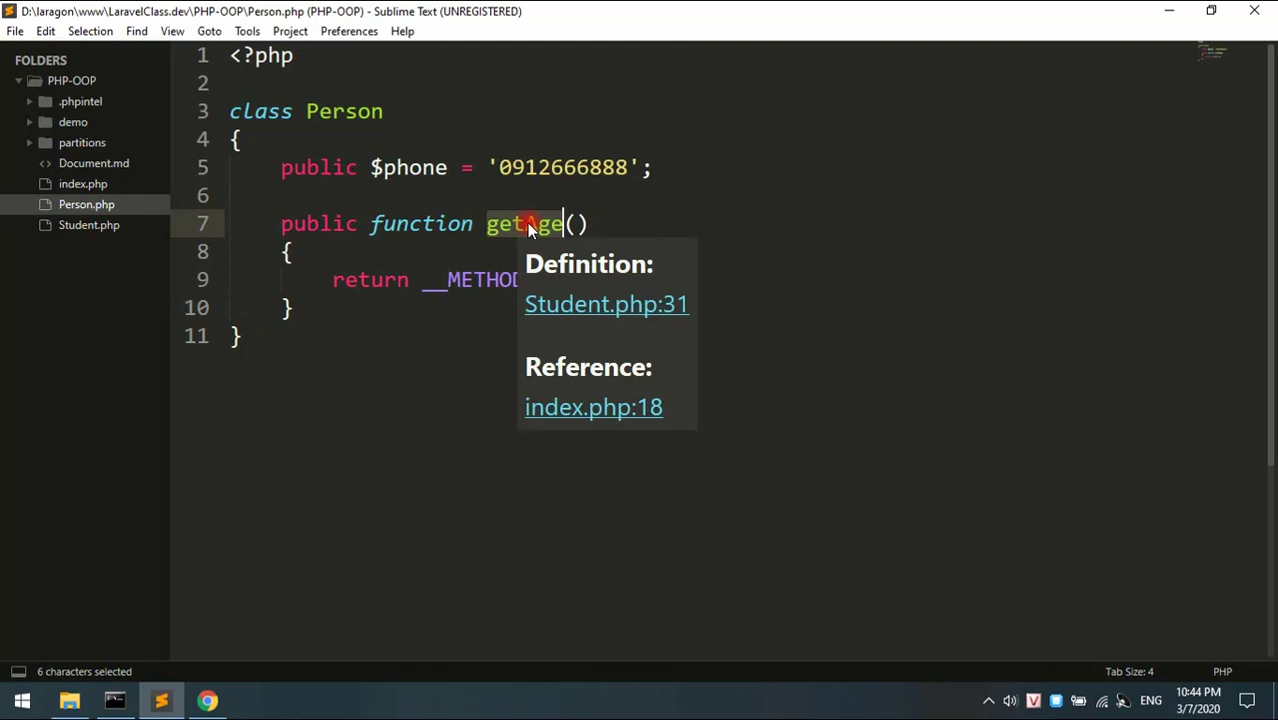 D:\laragon\www\LaravelClass.dev\PHP-OOP\Person.php (PHP-OOP) - Sublime Text (UNREGISTERED)
File Edit Selection Find View Goto Tools Project Preferences Help
FOLDERS
PHP-OOP
.phpintel
demo
partitions
Document.md
index.php
Person.php
Student.php
1 <?php
2
3 class Person
4 {
5 public $phone = '0912666888';
6
7 public function getAge()
8 {
9 return __METHOD
10 }
11 }
Definition:
Student.php:31
Reference:
index.php:18
6 characters selected
Tab Size: 4 PHP
ENG
10:44 PM
3/7/2020